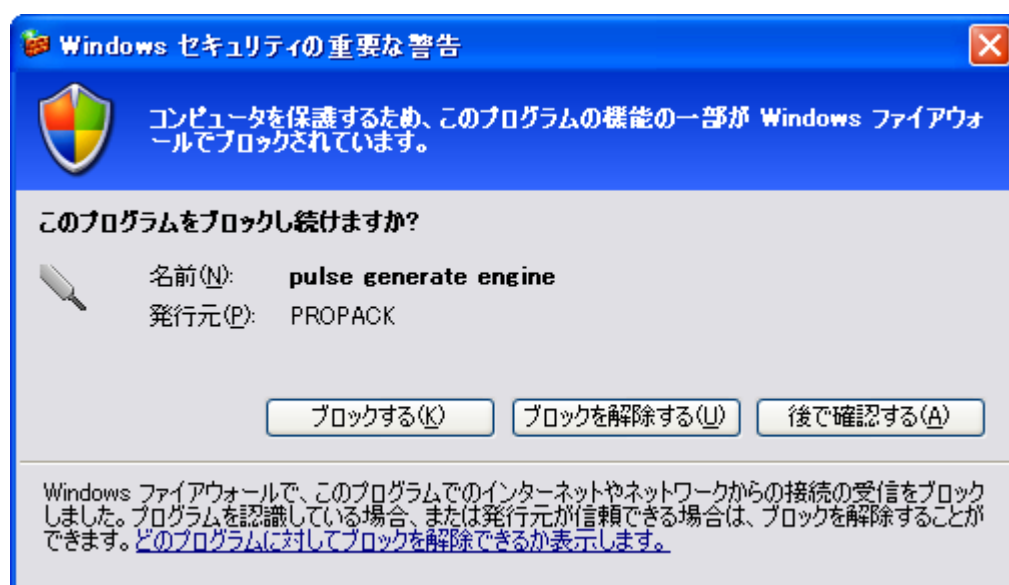 Windows セキュリティの重要な警告
コンピュータを保護するため、このプログラムの機能の一部が Windows ファイアウォ
ールでブロックされています。
このプログラムをブロックし続けますか?
名前(N): pulse generate engine
発行元(P): PROPACK
ブロックする(K) ブロックを解除する(U) 後で確認する(A)
Windows ファイアウォールで、このプログラムでのインターネットやネットワークからの接続の受信をブロック
しました。プログラムを認識している場合、または発行元が信頼できる場合は、ブロックを解除することが
できます。どのプログラムに対してブロックを解除できるか表示します。